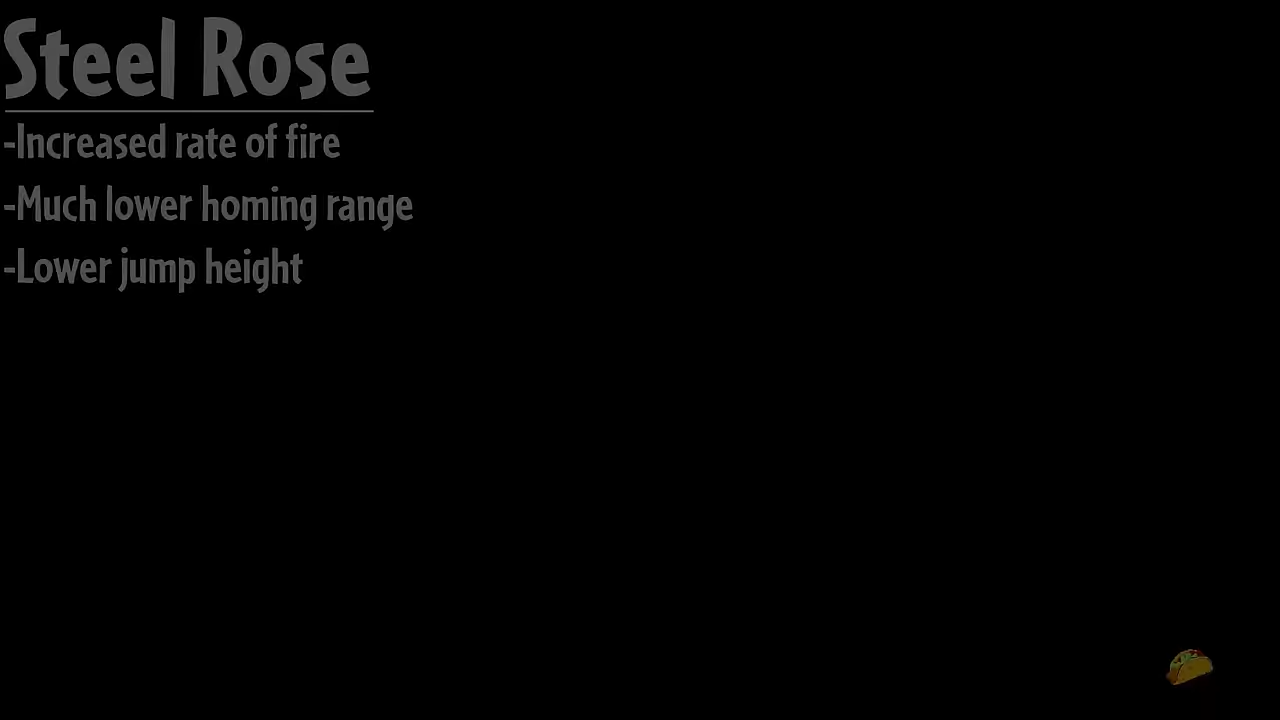 Steel Rose
-Increased rate of fire
-Much lower homing range
-Lower jump height